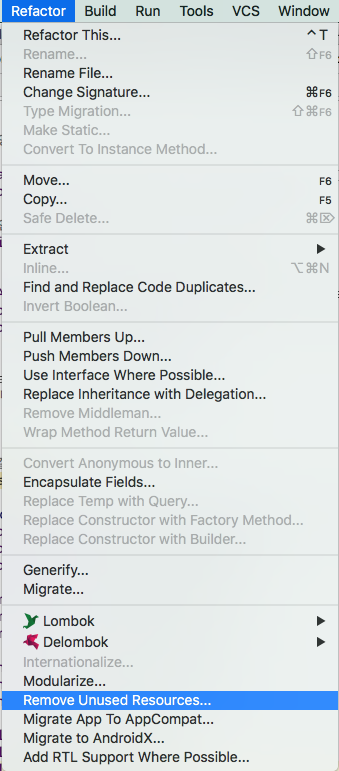 Refactor Build Run Tools VCS Window
Refactor This... ⌃T
Rename... ⇧F6
Rename File...
Change Signature... ⌘F6
Type Migration... ⇧⌘F6
Make Static...
Convert To Instance Method...
Move... F6
Copy... F5
Safe Delete... ⌘⌦
Extract ▶
Inline... ⌥⌘N
Find and Replace Code Duplicates...
Invert Boolean...
Pull Members Up...
Push Members Down...
Use Interface Where Possible...
Replace Inheritance with Delegation...
Remove Middleman...
Wrap Method Return Value...
Convert Anonymous to Inner...
Encapsulate Fields...
Replace Temp with Query...
Replace Constructor with Factory Method...
Replace Constructor with Builder...
Generify...
Migrate...
Lombok ▶
Delombok ▶
Internationalize...
Modularize...
Remove Unused Resources...
Migrate App To AppCompat...
Migrate to AndroidX...
Add RTL Support Where Possible...